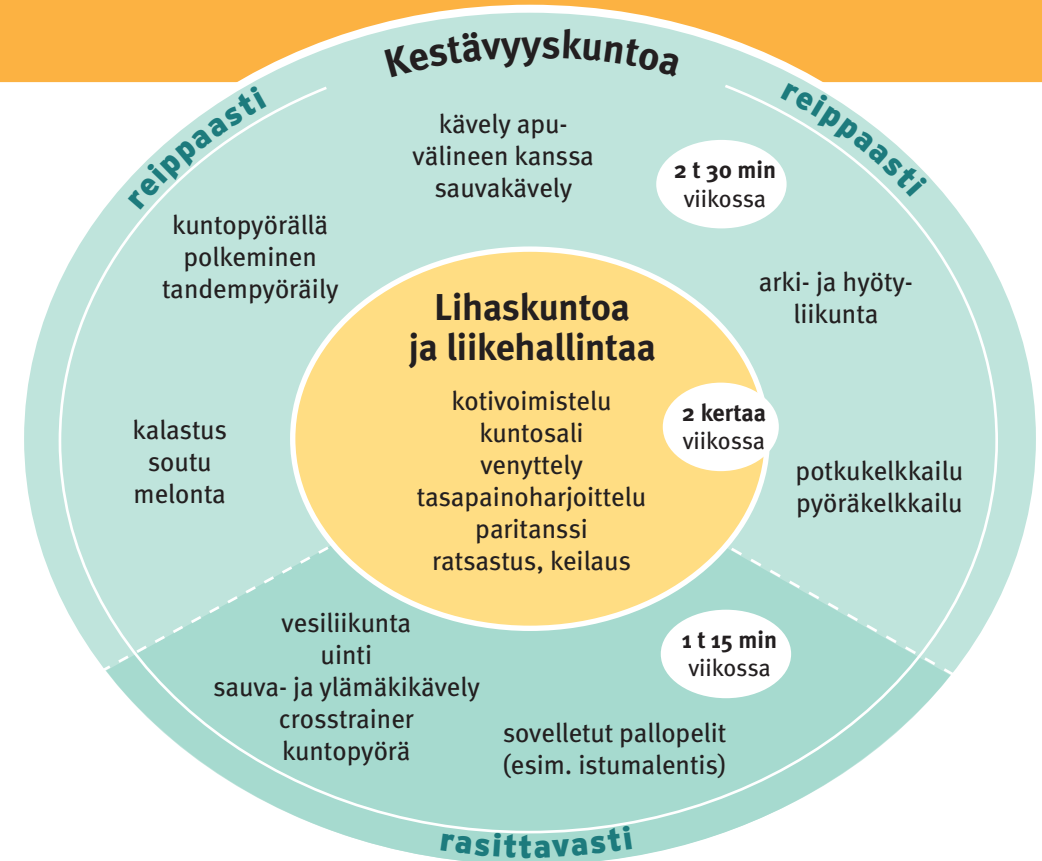 Kestävyyskuntoa
reippaasti
reippaasti
kävely apu-
välineen kanssa
sauvakävely
2 t 30 min
viikossa
kuntopyörällä
polkeminen
tandempyöräily
arki- ja hyöty-
liikunta
kalastus
soutu
melonta
Lihaskuntoa
ja liikehallintaa
kotivoimistelu
kuntosali
venyttely
tasapainoharjoittelu
paritanssi
ratsastus, keilaus
2 kertaa
viikossa
potkukelkkailu
pyöräkelkkailu
vesiliikunta
uinti
sauva- ja ylämäkikävely
crosstrainer
kuntopyörä
1 t 15 min
viikossa
sovelletut pallopelit
(esim. istumalentis)
rasittavasti